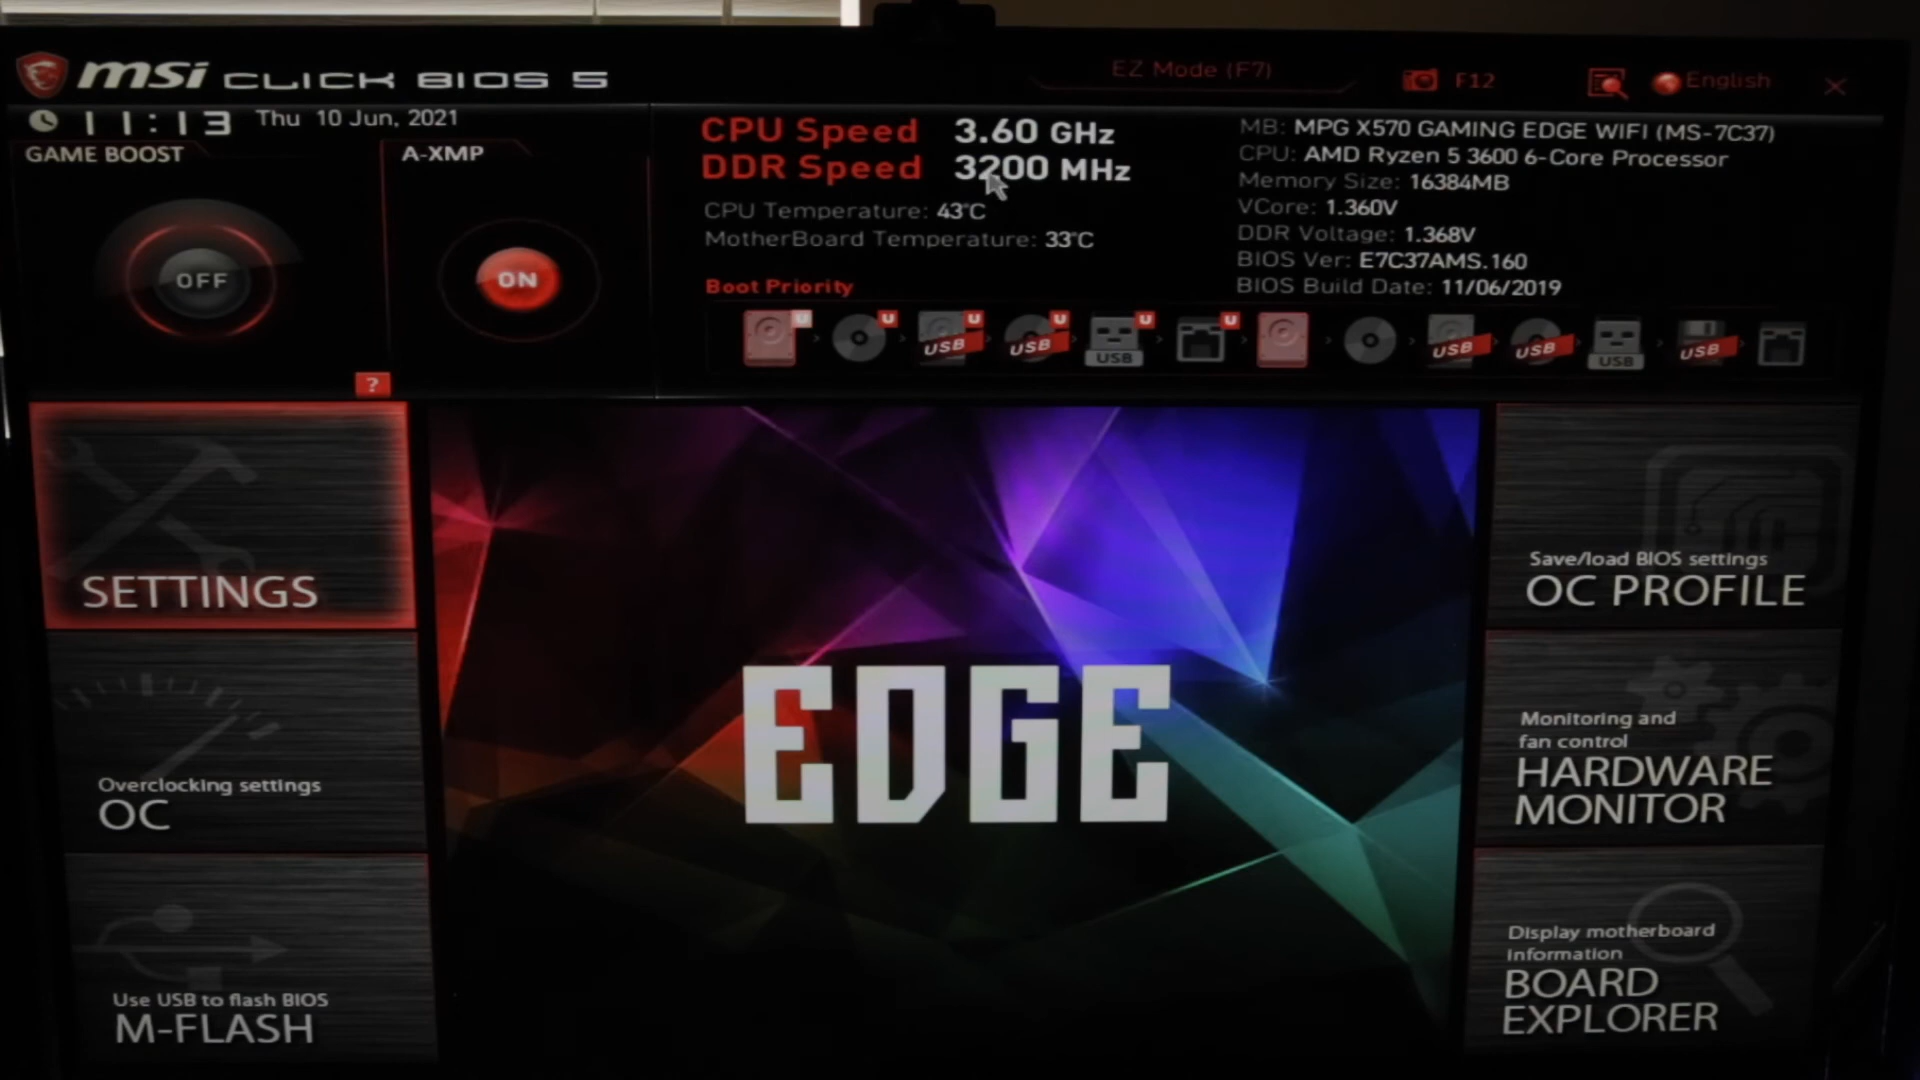 msi CLICK BIOS 5
EZ Mode (F7)
F12
English
X
11:13 Thu 10 Jun, 2021
GAME BOOST
OFF
A-XMP
ON
?
CPU Speed 3.60 GHz
DDR Speed 3200 MHz
CPU Temperature: 43°C
MotherBoard Temperature: 33°C
MB: MPG X570 GAMING EDGE WIFI (MS-7C37)
CPU: AMD Ryzen 5 3600 6-Core Processor
Memory Size: 16384MB
VCore: 1.360V
DDR Voltage: 1.368V
BIOS Ver: E7C37AMS.160
BIOS Build Date: 11/06/2019
Boot Priority
U U U U U U
USB USB USB USB USB USB USB
SETTINGS
Overclocking settings
OC
Use USB to flash BIOS
M-FLASH
EDGE
Save/load BIOS settings
OC PROFILE
Monitoring and
fan control
HARDWARE
MONITOR
Display motherboard
information
BOARD
EXPLORER